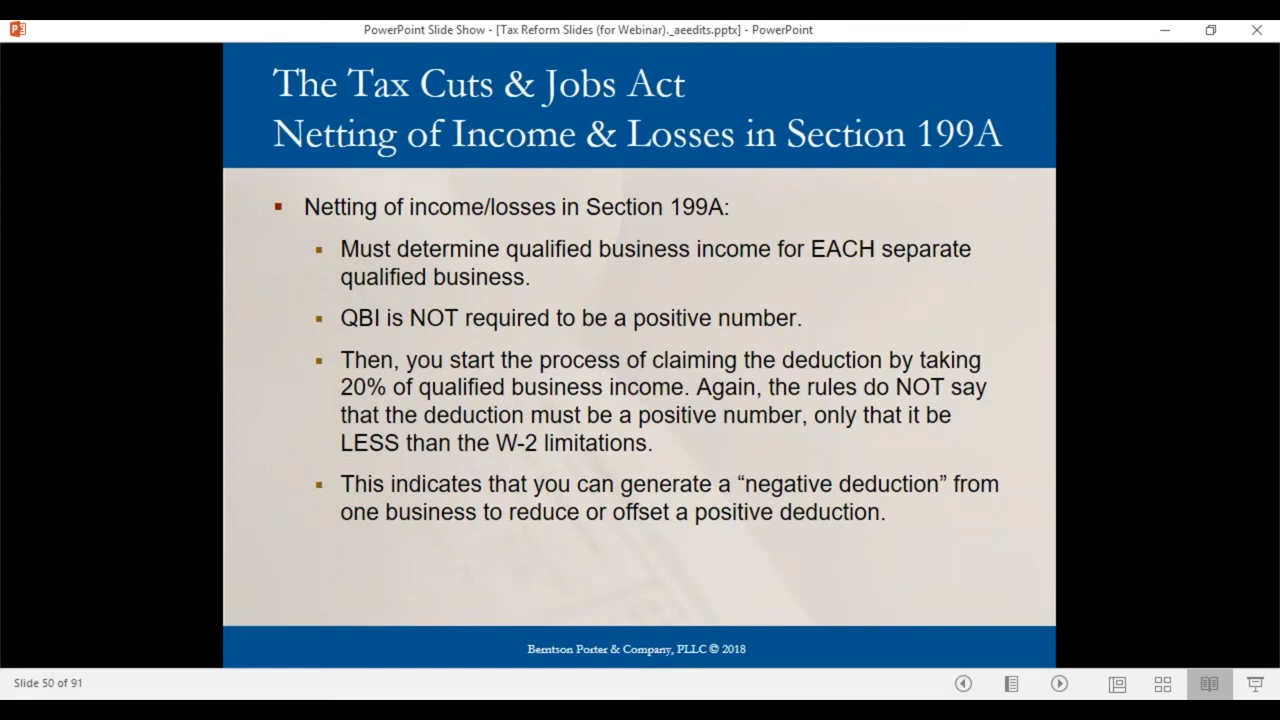 PowerPoint Slide Show - [Tax Reform Slides (for Webinar)._aeedits.pptx] - PowerPoint
The Tax Cuts & Jobs Act
Netting of Income & Losses in Section 199A
Netting of income/losses in Section 199A:
Must determine qualified business income for EACH separate
qualified business.
QBI is NOT required to be a positive number.
Then, you start the process of claiming the deduction by taking
20% of qualified business income. Again, the rules do NOT say
that the deduction must be a positive number, only that it be
LESS than the W-2 limitations.
This indicates that you can generate a “negative deduction” from
one business to reduce or offset a positive deduction.
Berntson Porter & Company, PLLC © 2018
Slide 50 of 91